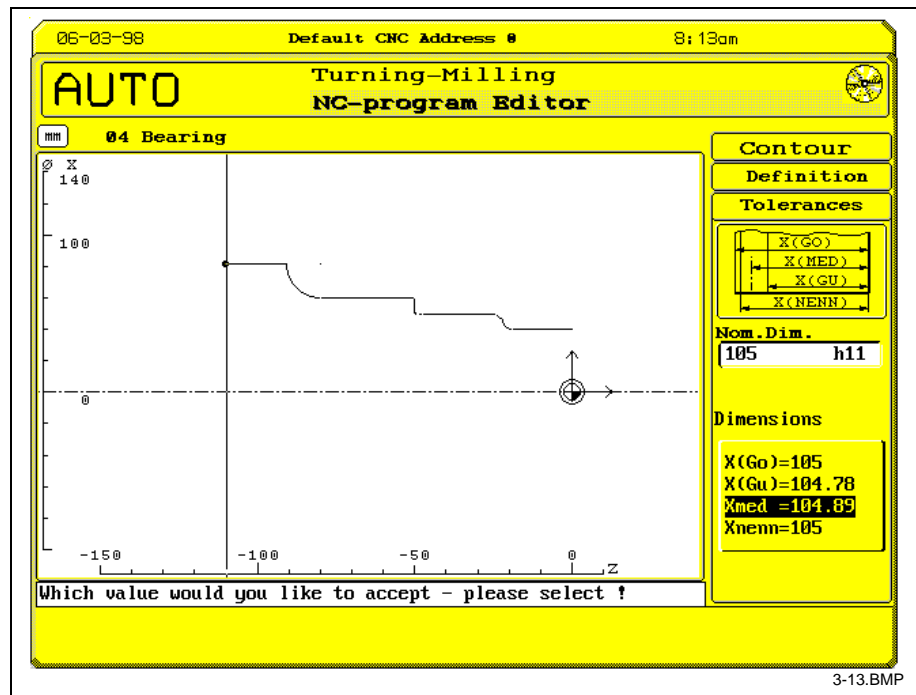 06-03-98 Default CNC Address 0 8:13am
AUTO
Turning-Milling
NC-program Editor
mm 04 Bearing
Contour
Definition
Tolerances
X(GO)
X(MED)
X(GU)
X(NENN)
Nom.Dim.
105 h11
Dimensions
X(Go)=105
X(Gu)=104.78
Xmed =104.89
Xnenn=105
Ø X
140
100
0
-150 -100 -50 0 Z
Which value would you like to accept - please select !
3-13.BMP